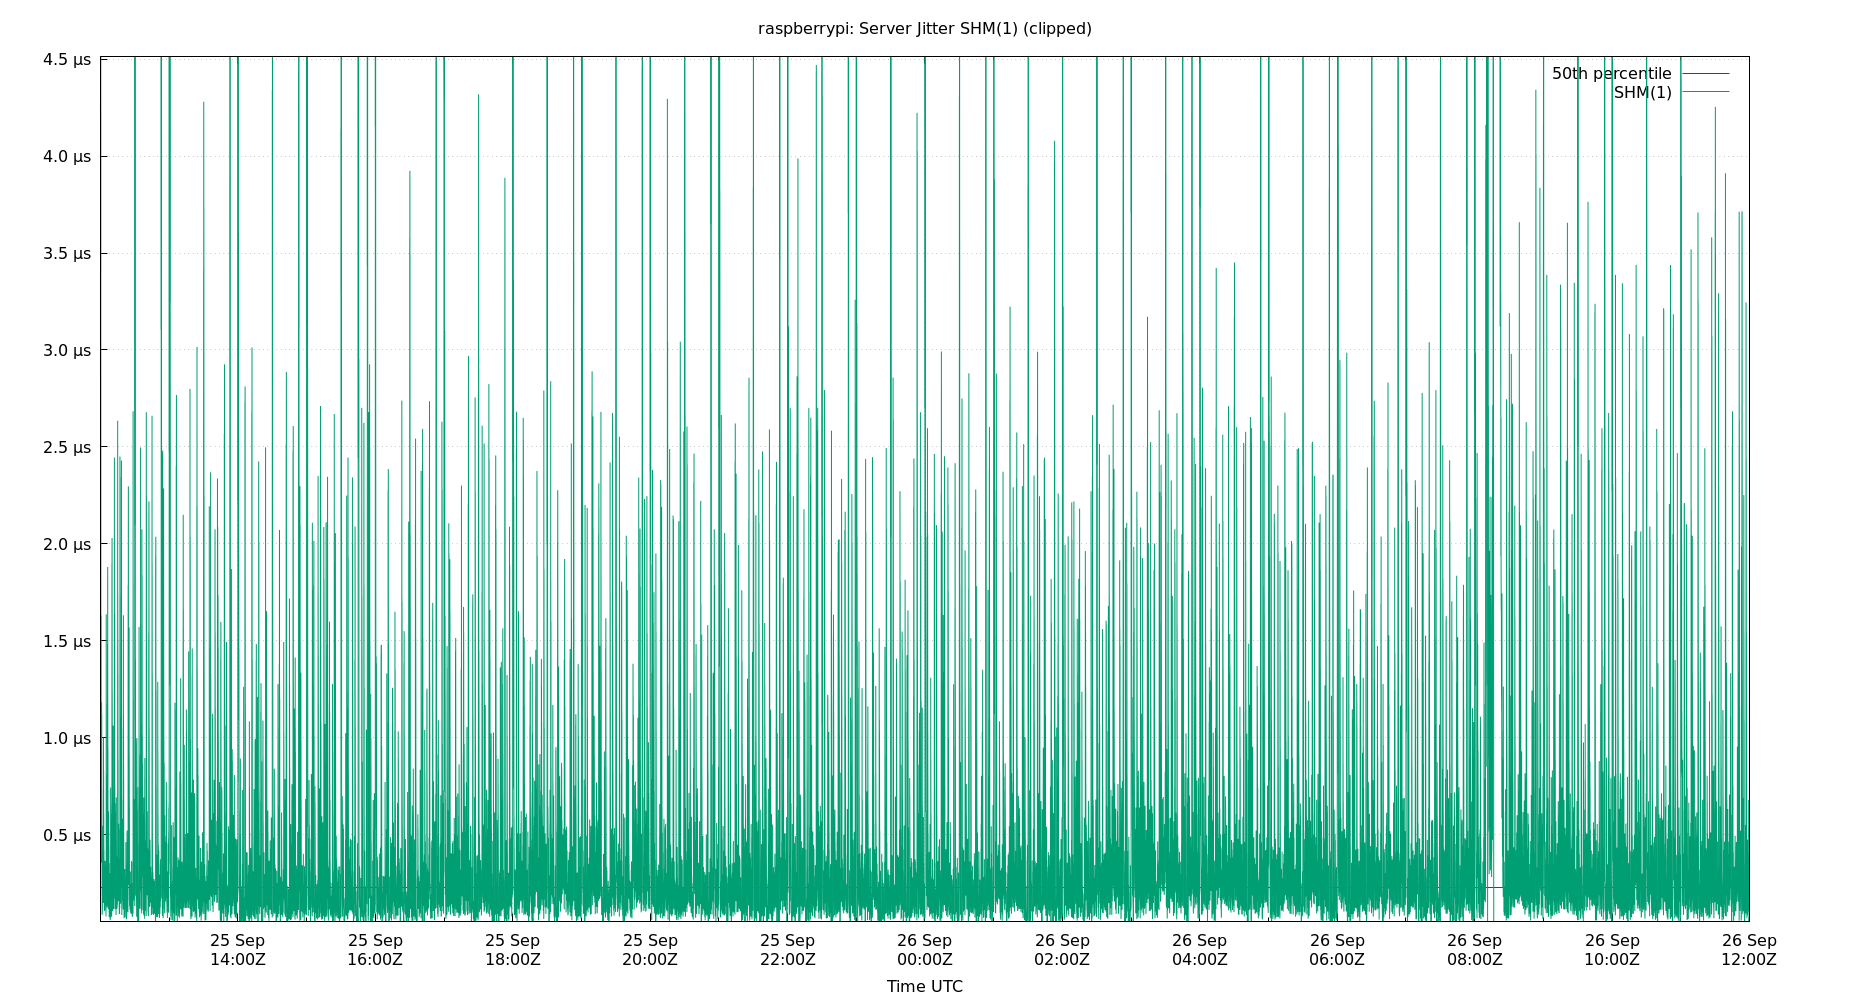 raspberrypi: Server Jitter SHM(1) (clipped)
50th percentile
SHM(1)
4.5 μs
4.0 μs
3.5 μs
3.0 μs
2.5 μs
2.0 μs
1.5 μs
1.0 μs
0.5 μs
25 Sep 25 Sep 25 Sep 25 Sep 25 Sep 26 Sep 26 Sep 26 Sep 26 Sep 26 Sep 26 Sep 26 Sep
14:00Z 16:00Z 18:00Z 20:00Z 22:00Z 00:00Z 02:00Z 04:00Z 06:00Z 08:00Z 10:00Z 12:00Z
Time UTC